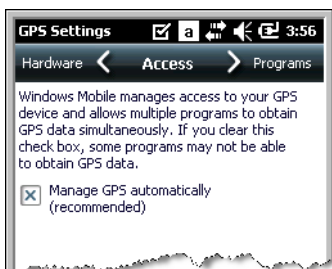 GPS Settings a 3:56
Hardware Access Programs
Windows Mobile manages access to your GPS
device and allows multiple programs to obtain
GPS data simultaneously. If you clear this
check box, some programs may not be able
to obtain GPS data.
Manage GPS automatically
(recommended)